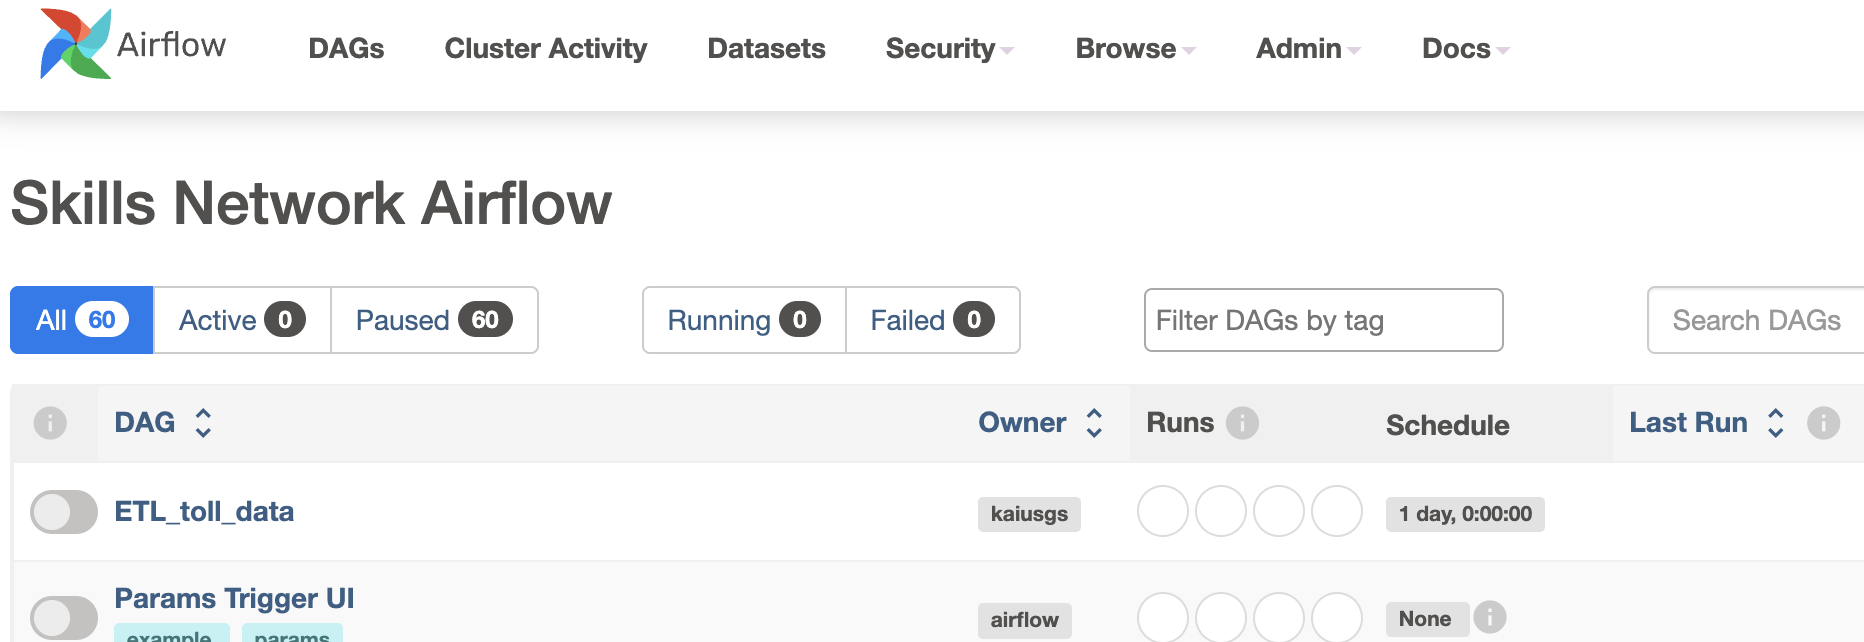 Airflow DAGs Cluster Activity Datasets Security Browse Admin Docs
Skills Network Airflow
All 60 Active 0 Paused 60 Running 0 Failed 0 Filter DAGs by tag Search DAGs
i DAG Owner Runs i Schedule Last Run i
ETL_toll_data kaiusgs 1 day, 0:00:00
Params Trigger UI airflow None i
example params